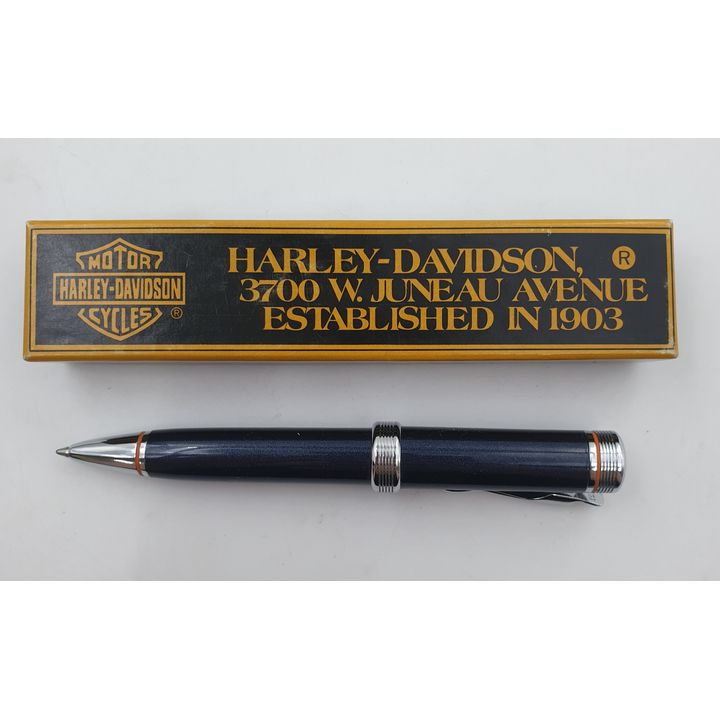 MOTOR
HARLEY-DAVIDSON
CYCLES ®
HARLEY-DAVIDSON, ®
3700 W. JUNEAU AVENUE
ESTABLISHED IN 1903